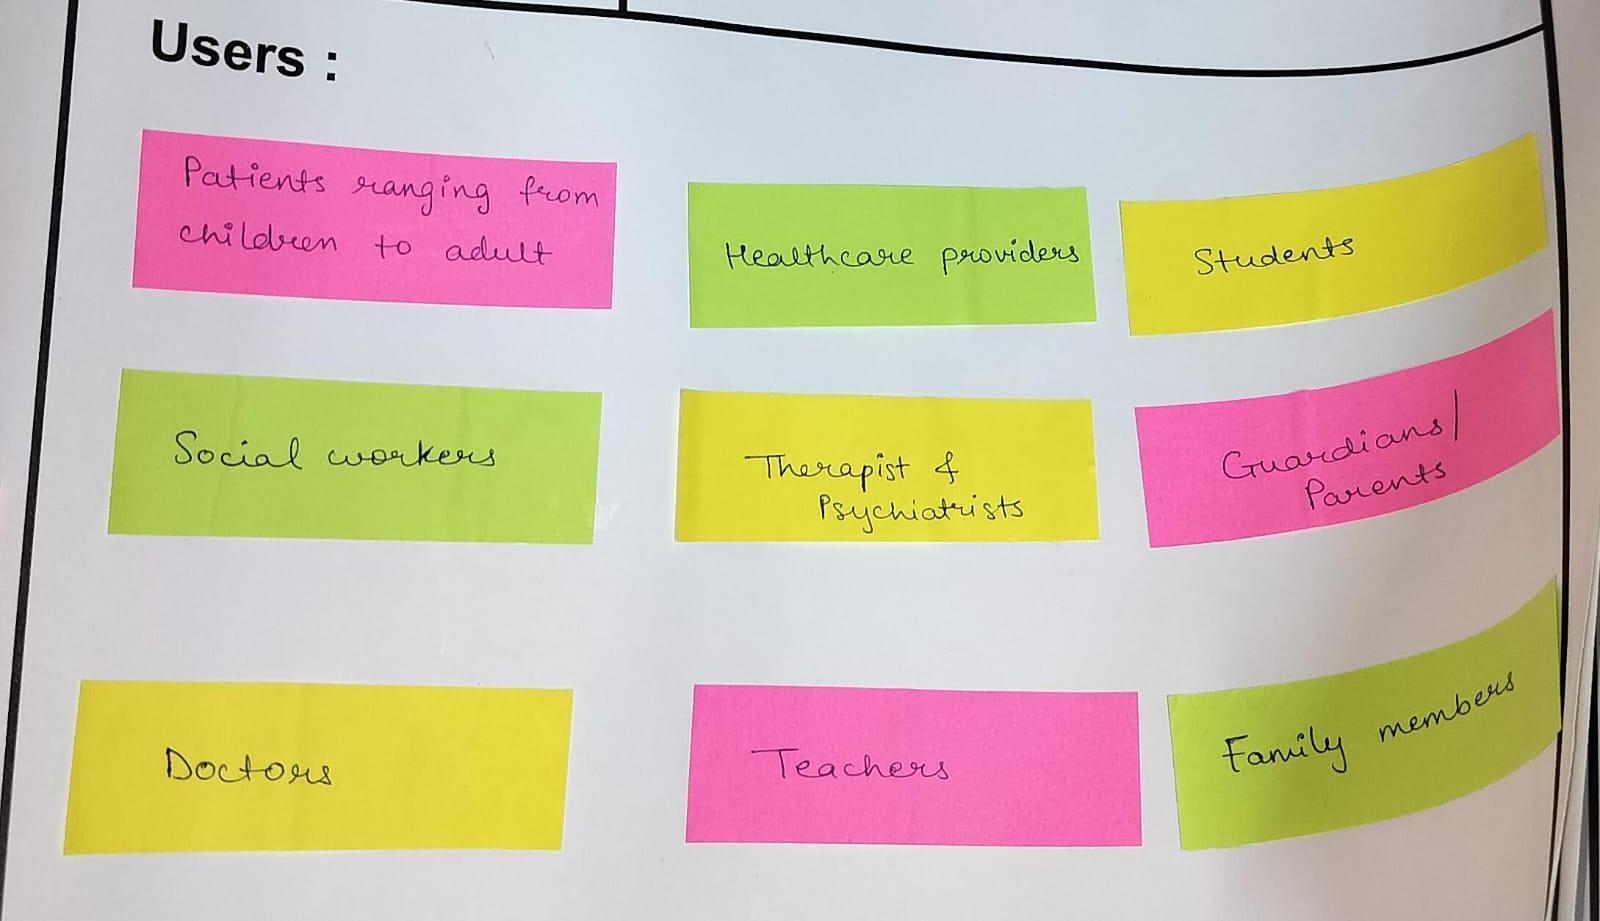 Users :
Patients ranging from
children to adult
Healthcare providers
Students
Social workers
Therapist &
Psychiatrists
Guardians/
Parents
Doctors
Teachers
Family members